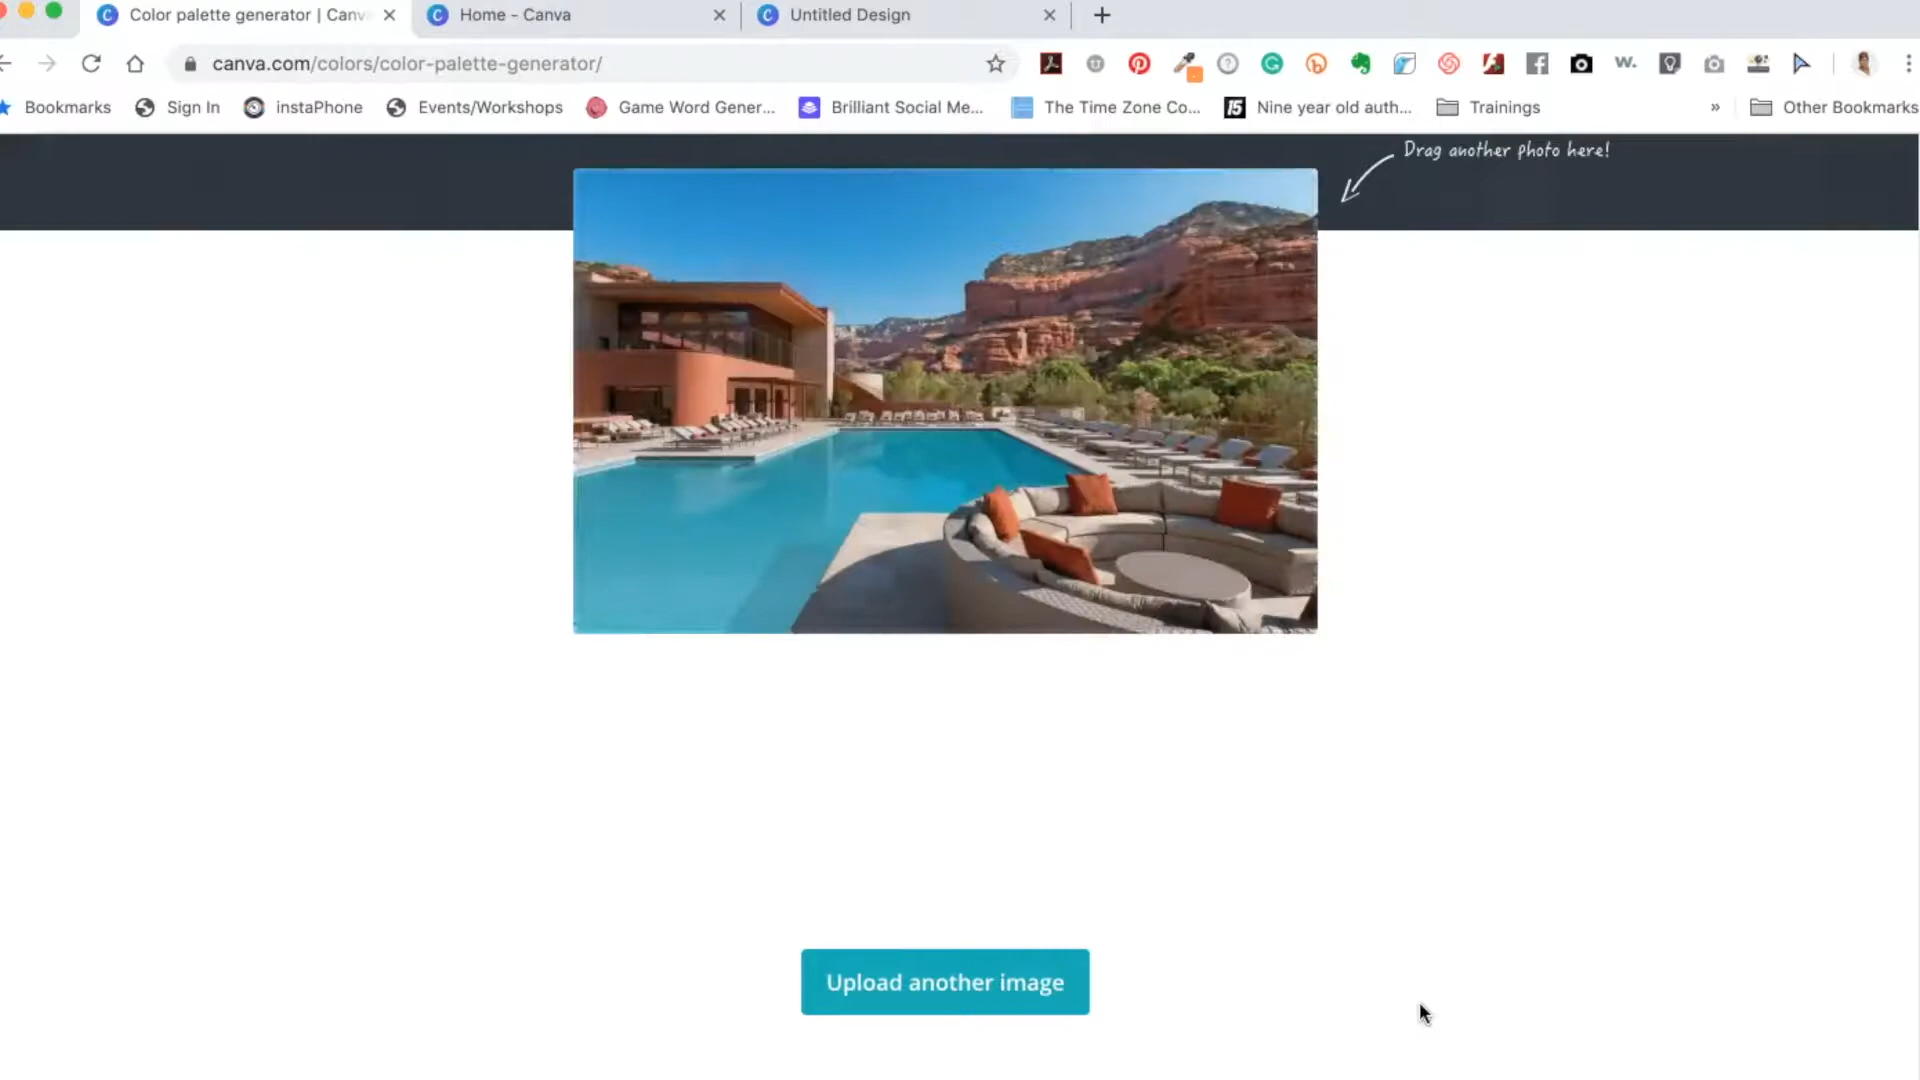 Color palette generator | Canv
Home - Canva
Untitled Design
canva.com/colors/color-palette-generator/
Bookmarks
Sign In
instaPhone
Events/Workshops
Game Word Gener...
Brilliant Social Me...
The Time Zone Co...
15
Nine year old auth...
Trainings
»
Other Bookmarks
Drag another photo here!
Upload another image